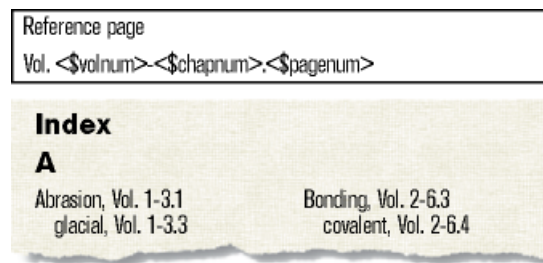 Reference page
Vol. <$volnum>-<$chapnum>.<$pagenum>
Index
A
Abrasion, Vol. 1-3.1
glacial, Vol. 1-3.3
Bonding, Vol. 2-6.3
covalent, Vol. 2-6.4